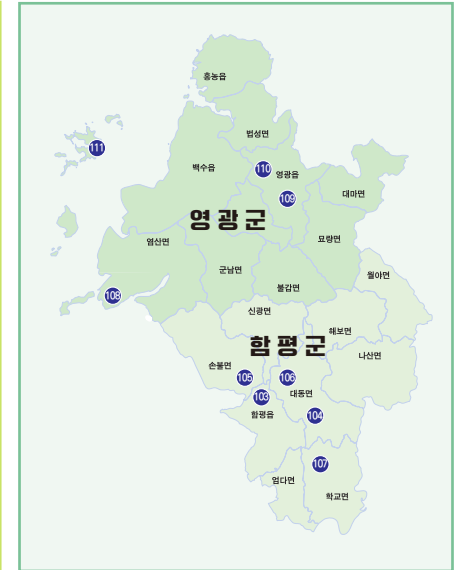 홍농읍
법성면
111
백수읍
110
영광읍
109
대마면
영광군
염산면
묘량면
군남면
월야면
불갑면
108
신광면
해보면
함평군
나산면
손불면
105
106
103
대동면
함평읍
104
107
엄다면
학교면